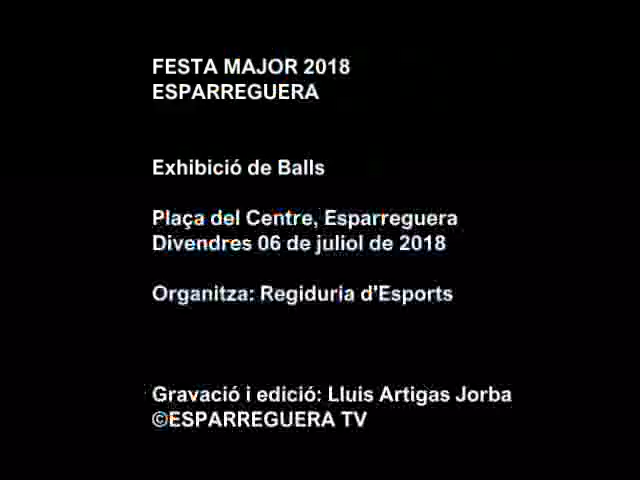 FESTA MAJOR 2018
ESPARREGUERA
Exhibició de Balls
Plaça del Centre, Esparreguera
Divendres 06 de juliol de 2018
Organitza: Regiduria d'Esports
Gravació i edició: Lluis Artigas Jorba
©ESPARREGUERA TV